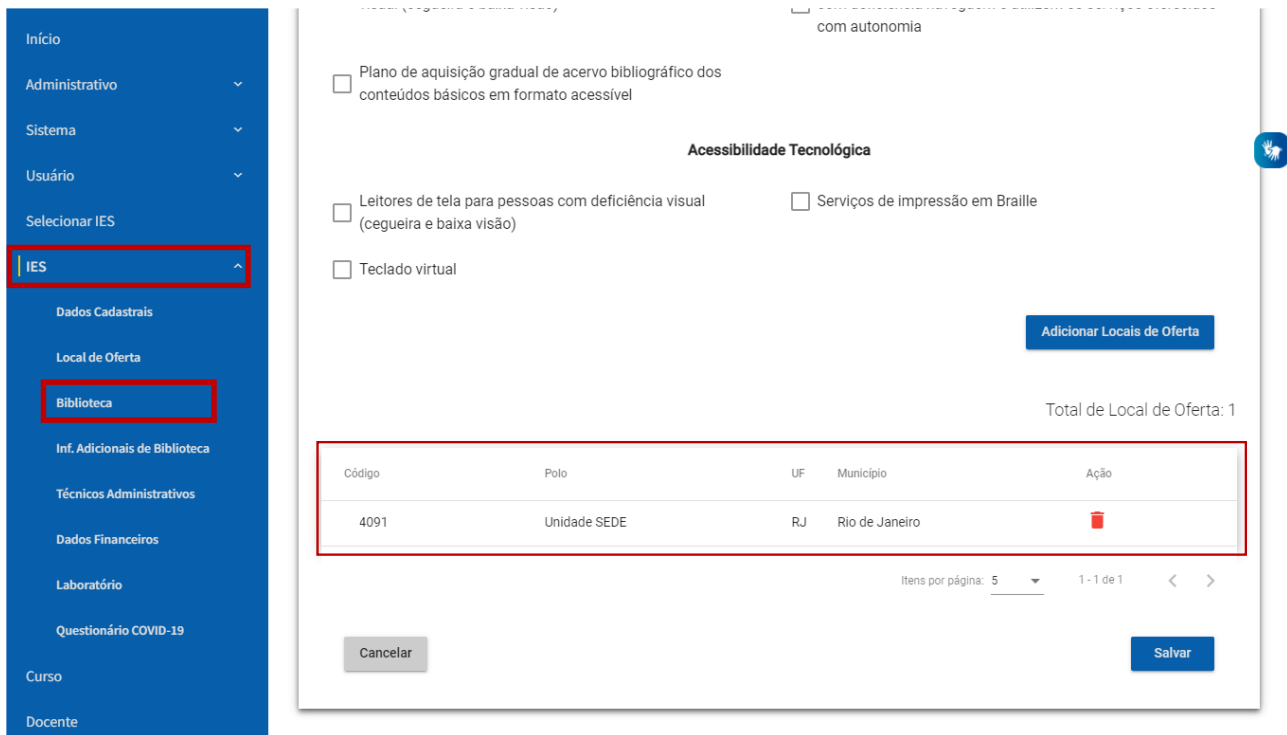 Início
Administrativo
Sistema
Usuário
Selecionar IES
IES
Dados Cadastrais
Local de Oferta
Biblioteca
Inf. Adicionais de Biblioteca
Técnicos Administrativos
Dados Financeiros
Laboratório
Questionário COVID-19
Curso
Docente
com autonomia
Plano de aquisição gradual de acervo bibliográfico dos
conteúdos básicos em formato acessível
Acessibilidade Tecnológica
Leitores de tela para pessoas com deficiência visual
(cegueira e baixa visão)
Serviços de impressão em Braille
Teclado virtual
Adicionar Locais de Oferta
Total de Local de Oferta: 1
Código Polo UF Município Ação
4091 Unidade SEDE RJ Rio de Janeiro
Itens por página: 5 1 - 1 de 1
Cancelar
Salvar